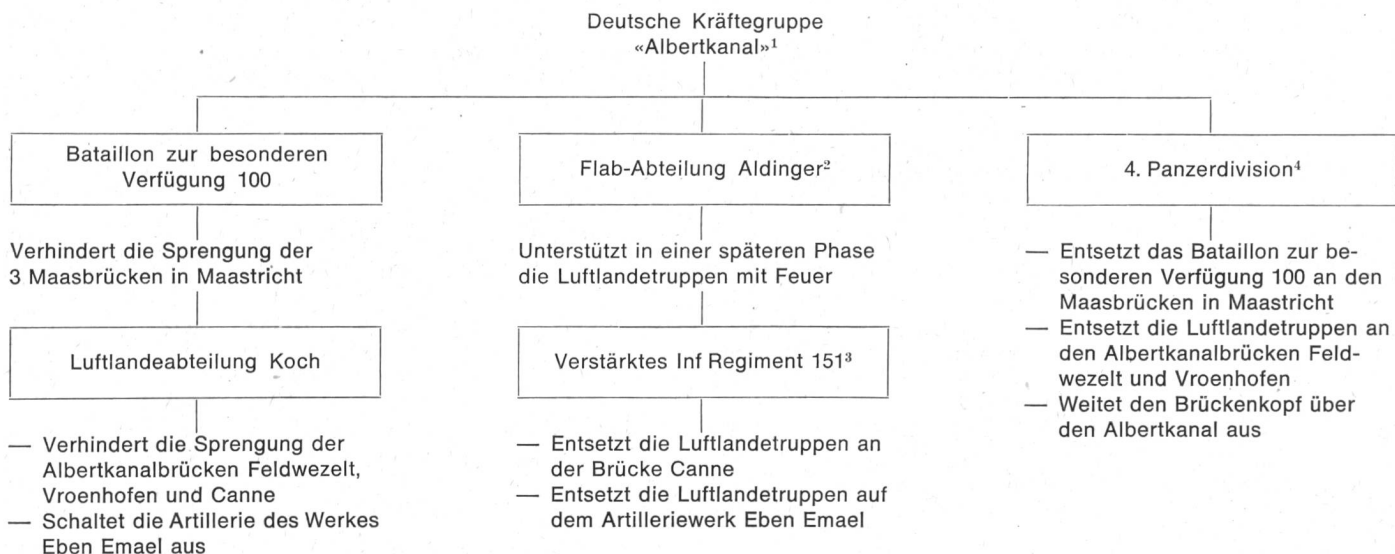 Deutsche Kräftegruppe
«Albertkanal»¹
Bataillon zur besonderen
Verfügung 100
Verhindert die Sprengung der
3 Maasbrücken in Maastricht
Luftlandeabteilung Koch
— Verhindert die Sprengung der
Albertkanalbrücken Feldwezelt,
Vroenhofen und Canne
— Schaltet die Artillerie des Werkes
Eben Emael aus
Flab-Abteilung Aldinger²
Unterstützt in einer späteren Phase
die Luftlandetruppen mit Feuer
Verstärktes Inf Regiment 151³
— Entsetzt die Luftlandetruppen an
der Brücke Canne
— Entsetzt die Luftlandetruppen auf
dem Artilleriewerk Eben Emael
4. Panzerdivision⁴
— Entsetzt das Bataillon zur be-
sonderen Verfügung 100 an den
Maasbrücken in Maastricht
— Entsetzt die Luftlandetruppen an
den Albertkanalbrücken Feld-
wezelt und Vroenhofen
— Weitet den Brückenkopf über
den Albertkanal aus